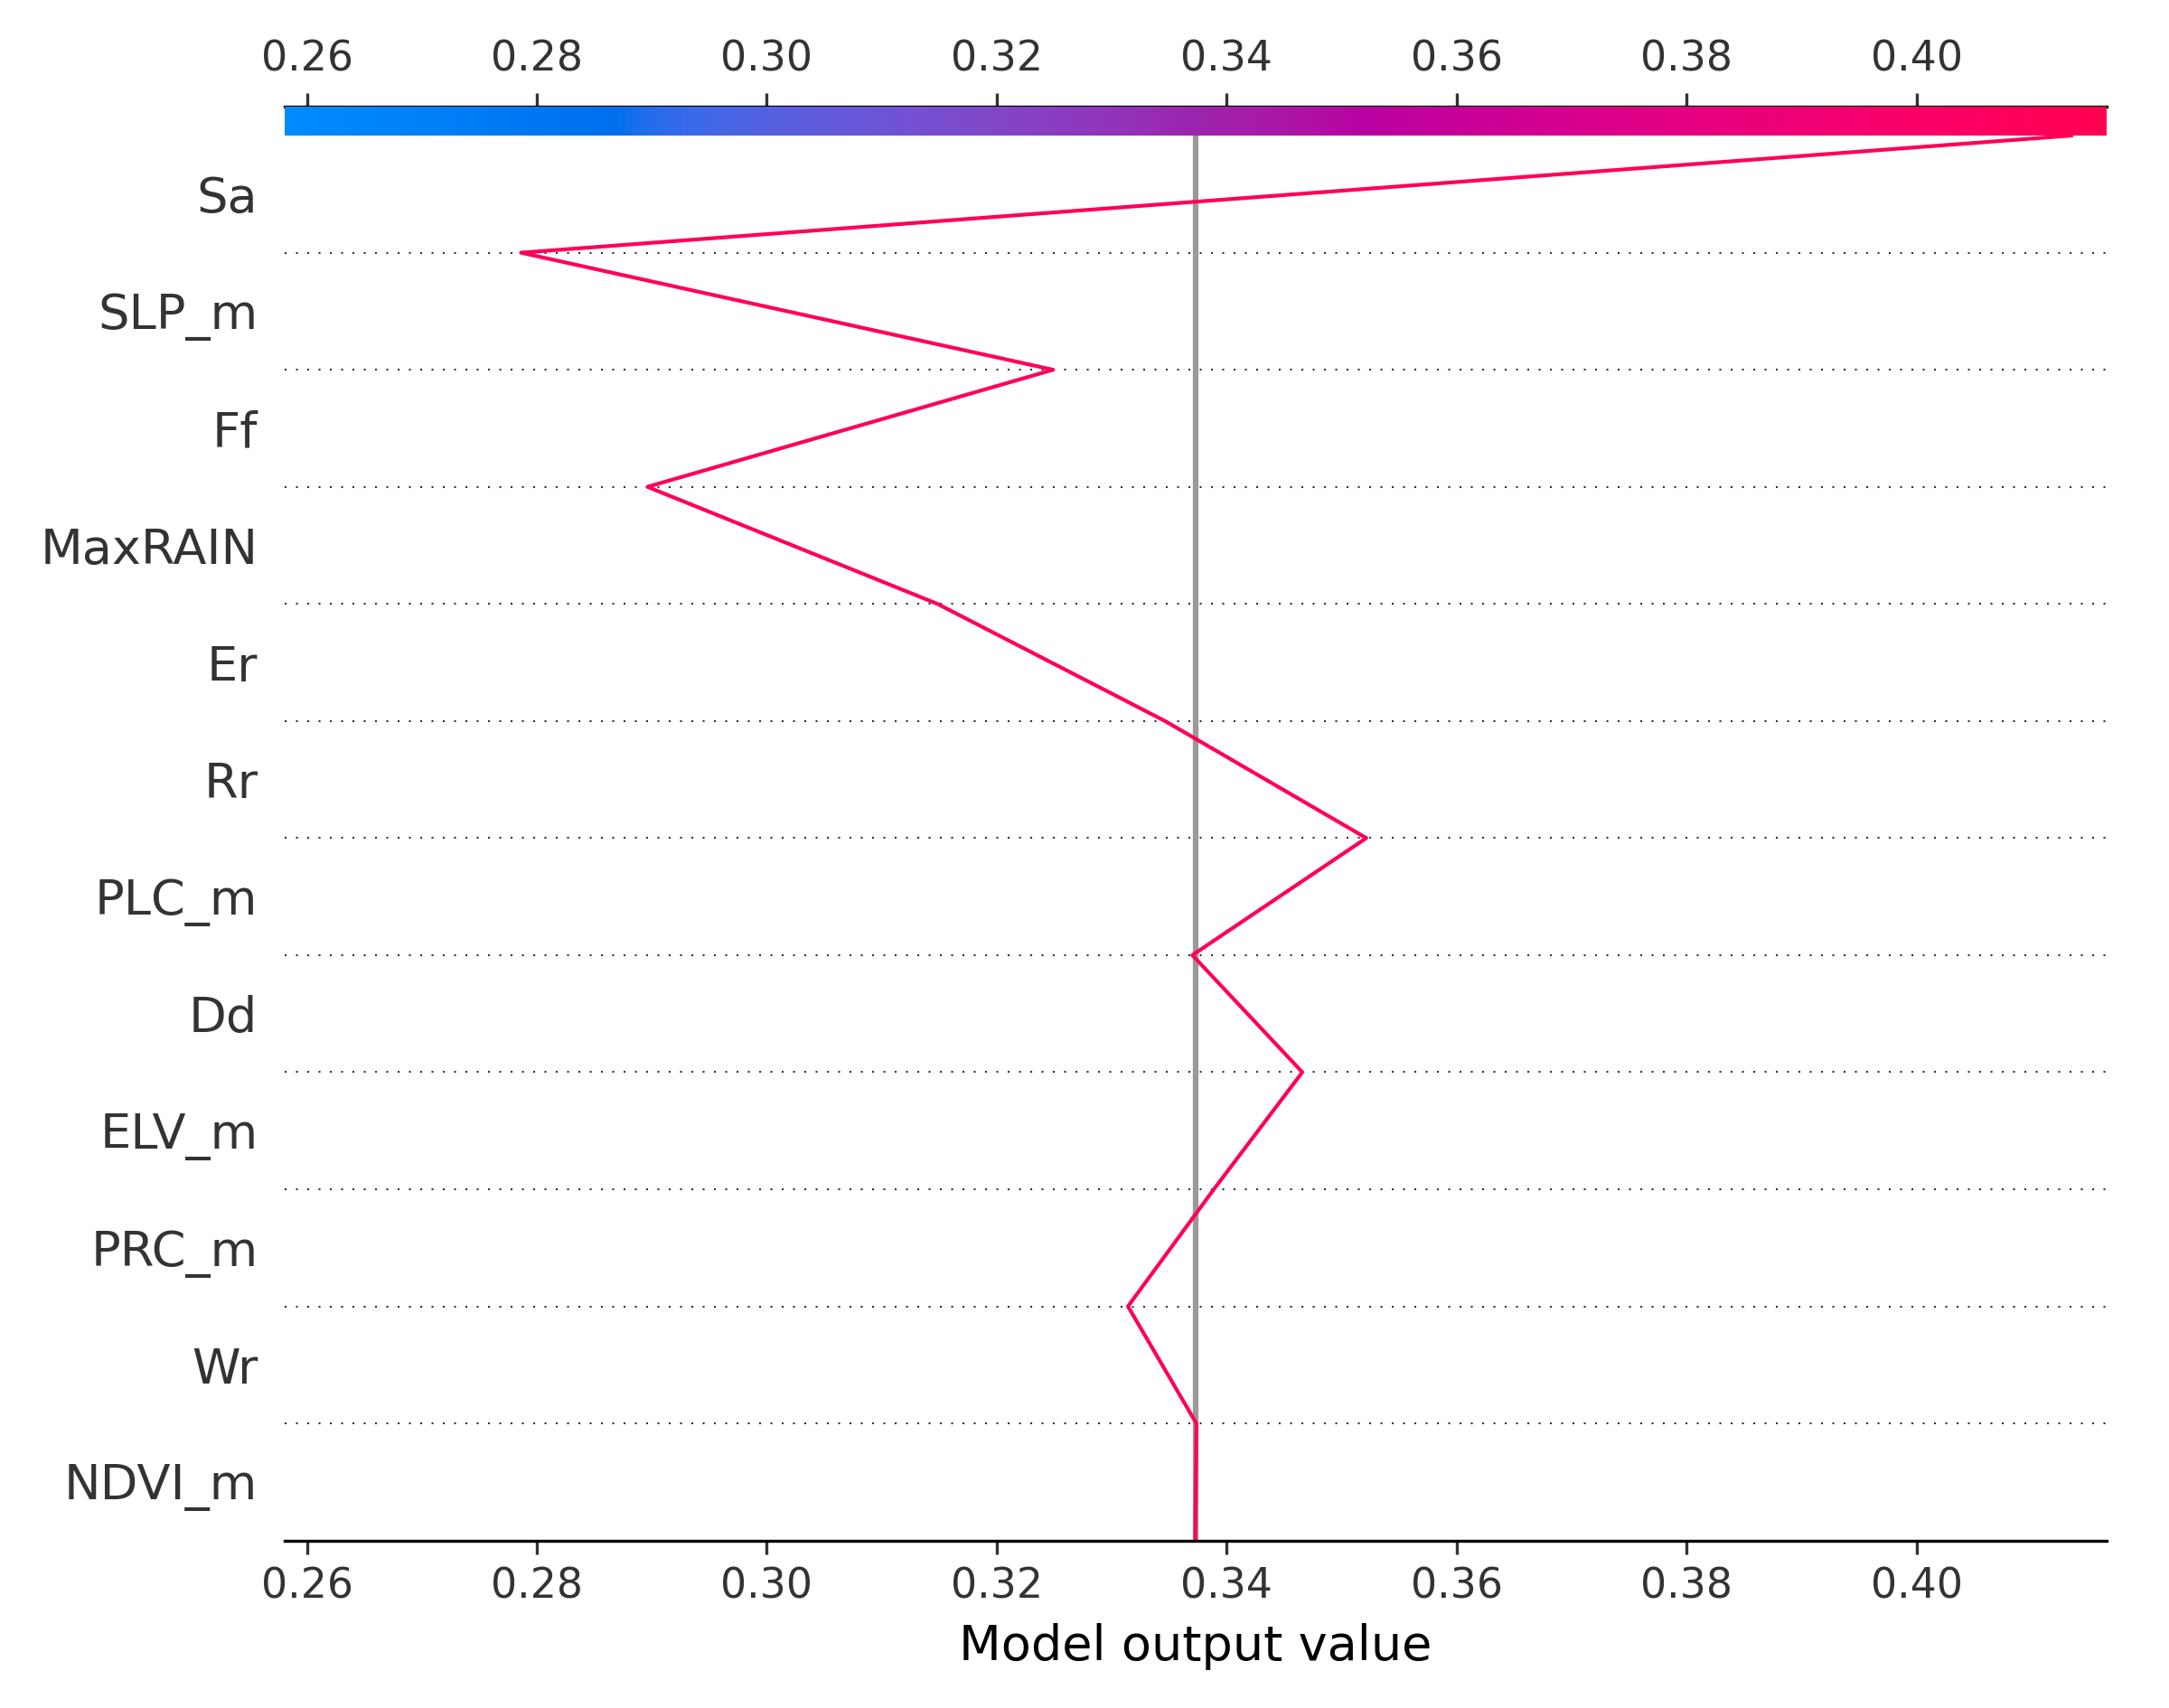 0.26 0.28 0.30 0.32 0.34 0.36 0.38 0.40
Sa
SLP_m
Ff
MaxRAIN
Er
Rr
PLC_m
Dd
ELV_m
PRC_m
Wr
NDVI_m
0.26 0.28 0.30 0.32 0.34 0.36 0.38 0.40
Model output value